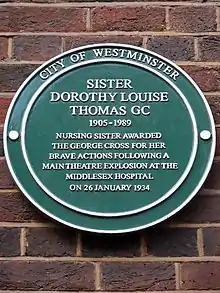 CITY OF WESTMINSTER
SISTER
DOROTHY LOUISE
THOMAS GC
1905-1989
NURSING SISTER AWARDED
THE GEORGE CROSS FOR HER
BRAVE ACTIONS FOLLOWING A
MAIN THEATRE EXPLOSION AT THE
MIDDLESEX HOSPITAL
ON 26 JANUARY 1934